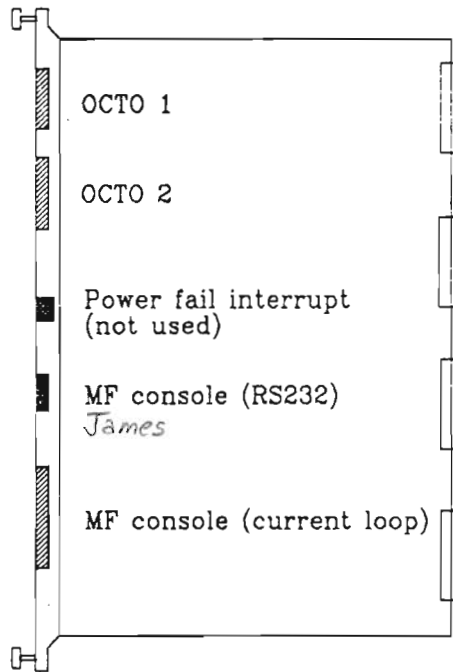 OCTO 1
OCTO 2
Power fail interrupt
(not used)
MF console (RS232)
James
MF console (current loop)